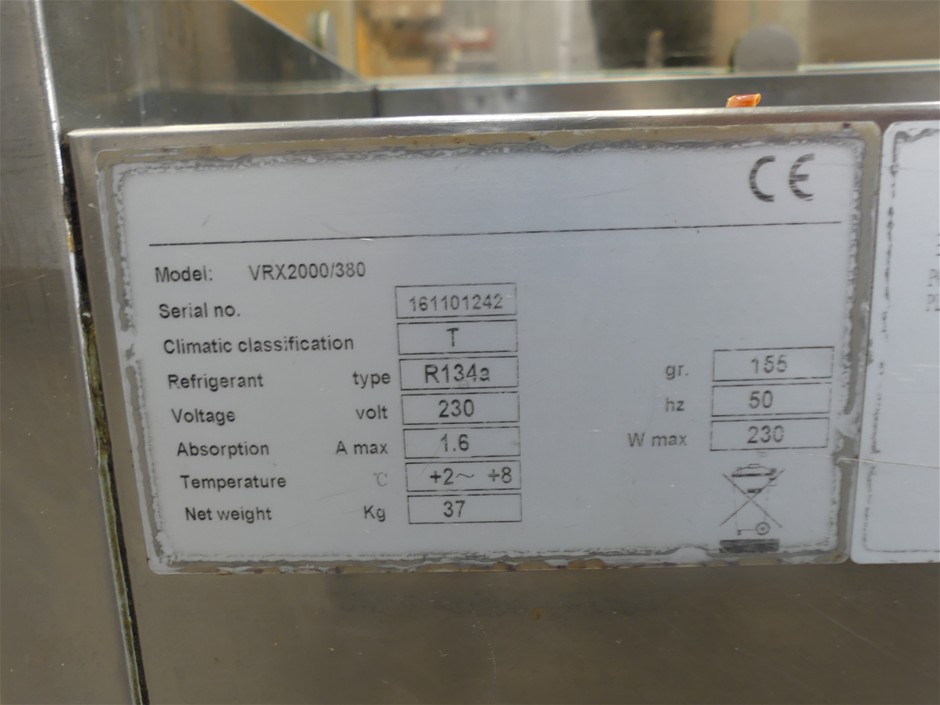 CE
Model: VRX2000/380
Serial no. 161101242
Climatic classification T
Refrigerant type R134a gr. 155
Voltage volt 230 hz 50
Absorption A max 1.6 W max 230
Temperature ℃ +2～ +8
Net weight Kg 37